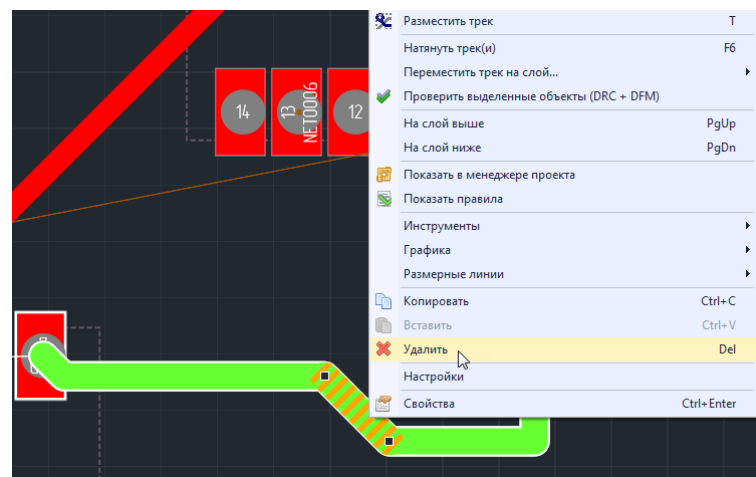 Разместить трек T
Натянуть трек(и) F6
Переместить трек на слой...
Проверить выделенные объекты (DRC + DFM)
На слой выше PgUp
На слой ниже PgDn
Показать в менеджере проекта
Показать правила
Инструменты
Графика
Размерные линии
Копировать Ctrl+C
Вставить Ctrl+V
Удалить Del
Настройки
Свойства Ctrl+Enter
14
13
NET0006
12